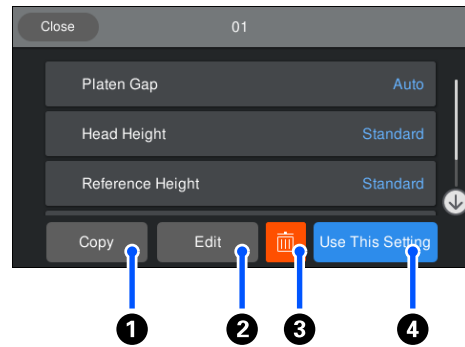 Close 01
Platen Gap Auto
Head Height Standard
Reference Height Standard
Copy Edit Use This Setting
1 2 3 4